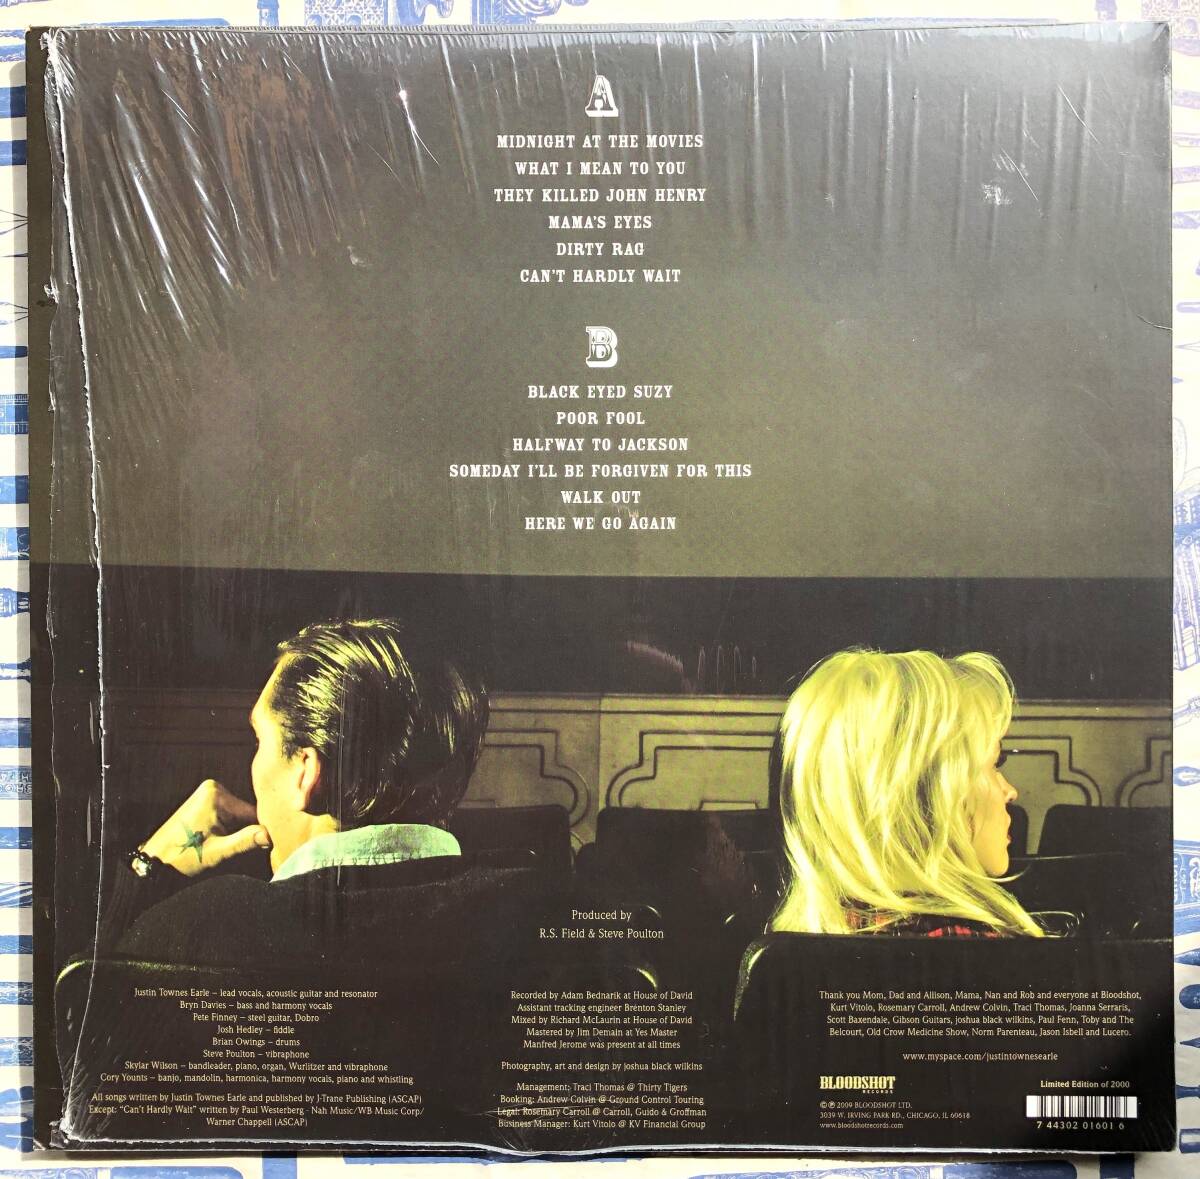 A
MIDNIGHT AT THE MOVIES
WHAT I MEAN TO YOU
THEY KILLED JOHN HENRY
MAMA'S EYES
DIRTY RAG
CAN'T HARDLY WAIT
B
BLACK EYED SUZY
POOR FOOL
HALFWAY TO JACKSON
SOMEDAY I'LL BE FORGIVEN FOR THIS
WALK OUT
HERE WE GO AGAIN
Produced by
R.S. Field & Steve Poulton
Justin Townes Earle – lead vocals, acoustic guitar and resonator
Bryn Davies – bass and harmony vocals
Pete Finney – steel guitar, Dobro
Josh Hedley – fiddle
Brian Owings – drums
Steve Poulton – vibraphone
Skylar Wilson – bandleader, piano, organ, Wurlitzer and vibraphone
Cory Younts – banjo, mandolin, harmonica, harmony vocals, piano and whistling
All songs written by Justin Townes Earle and published by J-Trane Publishing (ASCAP)
Except: "Can't Hardly Wait" written by Paul Westerberg - Nah Music/WB Music Corp/
Warner Chappell (ASCAP)
Recorded by Adam Bednarik at House of David
Assistant tracking engineer Brenton Stanley
Mixed by Richard McLaurin at House of David
Mastered by Jim Demain at Yes Master
Manfred Jerome was present at all times
Photography, art and design by joshua black wilkins
Management: Traci Thomas @ Thirty Tigers
Booking: Andrew Colvin @ Ground Control Touring
Legal: Rosemary Carroll @ Carroll, Guido & Groffman
Business Manager: Kurt Vitolo @ KV Financial Group
Thank you Mom, Dad and Allison, Mama, Nan and Rob and everyone at Bloodshot,
Kurt Vitolo, Rosemary Carroll, Andrew Colvin, Traci Thomas, Joanna Serraris,
Scott Baxendale, Gibson Guitars, joshua black wilkins, Paul Fenn, Toby and The
Belcourt, Old Crow Medicine Show, Norm Parenteau, Jason Isbell and Lucero.
www.myspace.com/justintownesearle
BLOODSHOT
RECORDS
©℗ 2009 BLOODSHOT LTD.
3039 W. IRVING PARK RD., CHICAGO, IL 60618
www.bloodshotrecords.com
Limited Edition of 2000
7 44302 01601 6